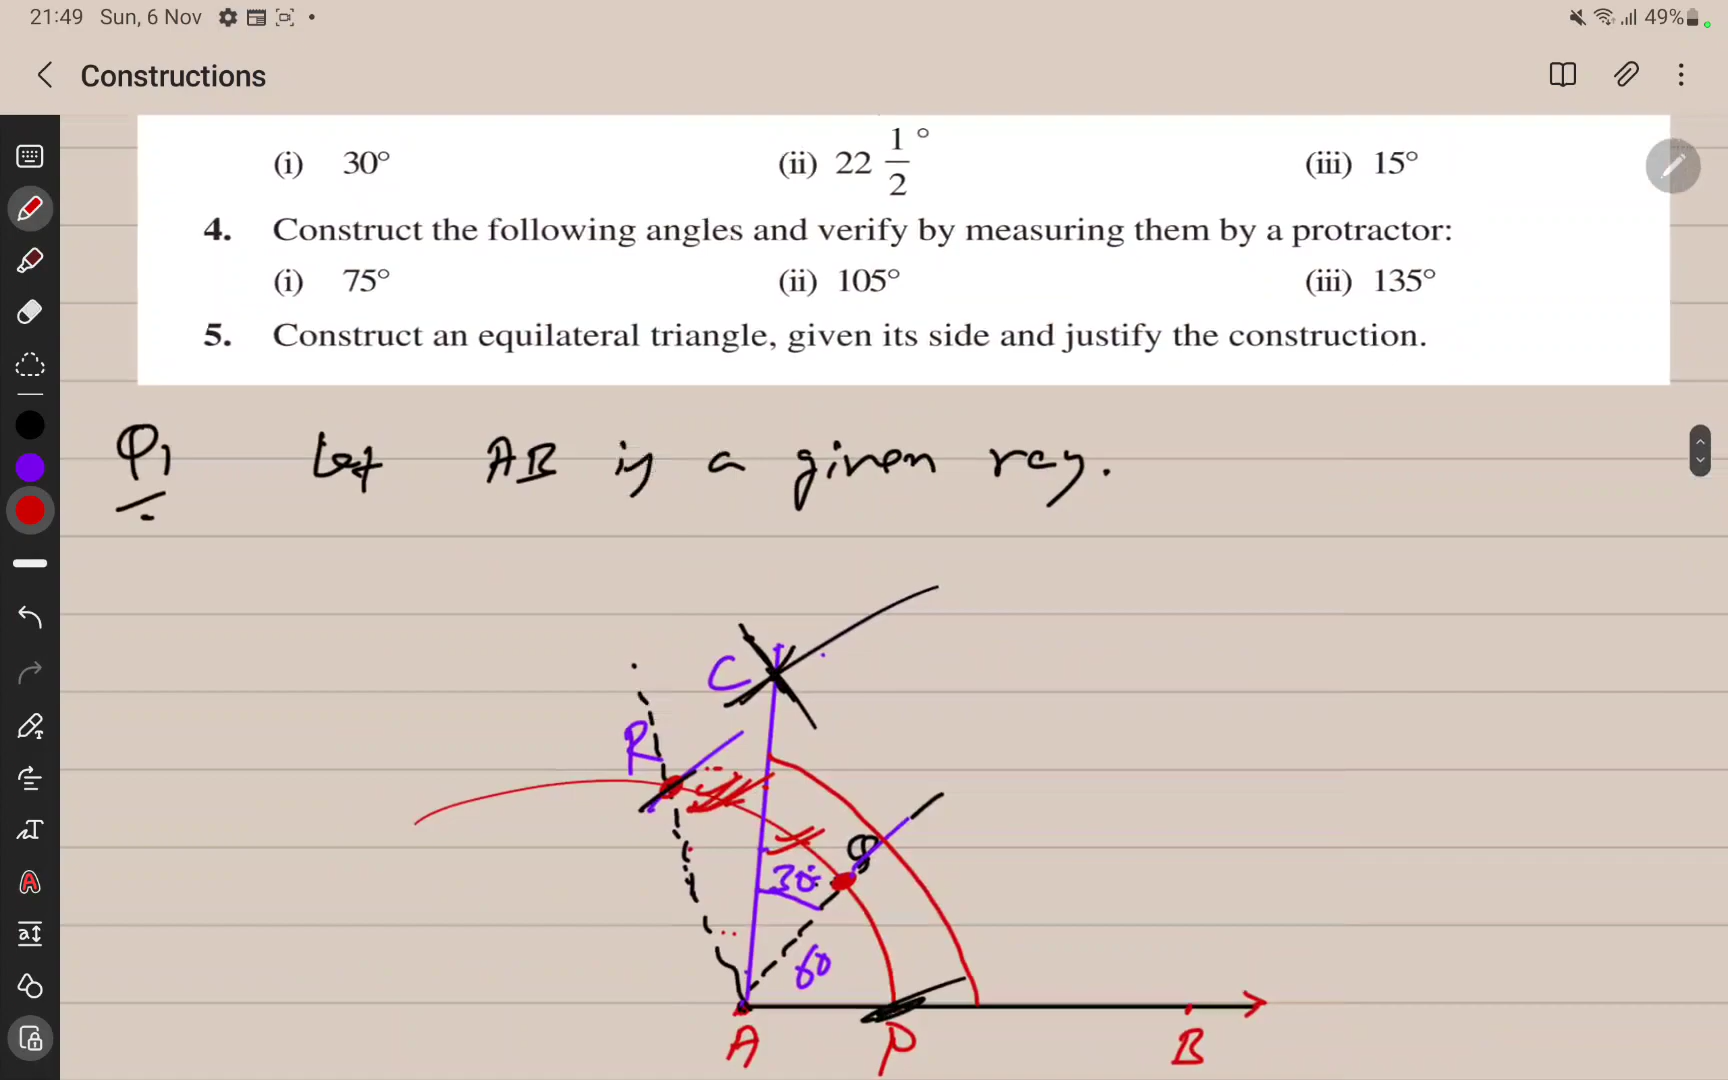 21:49 Sun, 6 Nov 49%
Constructions
(i) 30° (ii) 22 1/2° (iii) 15°
4. Construct the following angles and verify by measuring them by a protractor:
(i) 75° (ii) 105° (iii) 135°
5. Construct an equilateral triangle, given its side and justify the construction.
Q1 Let AB is a given ray.
C
R
Q
30°
60
A P B